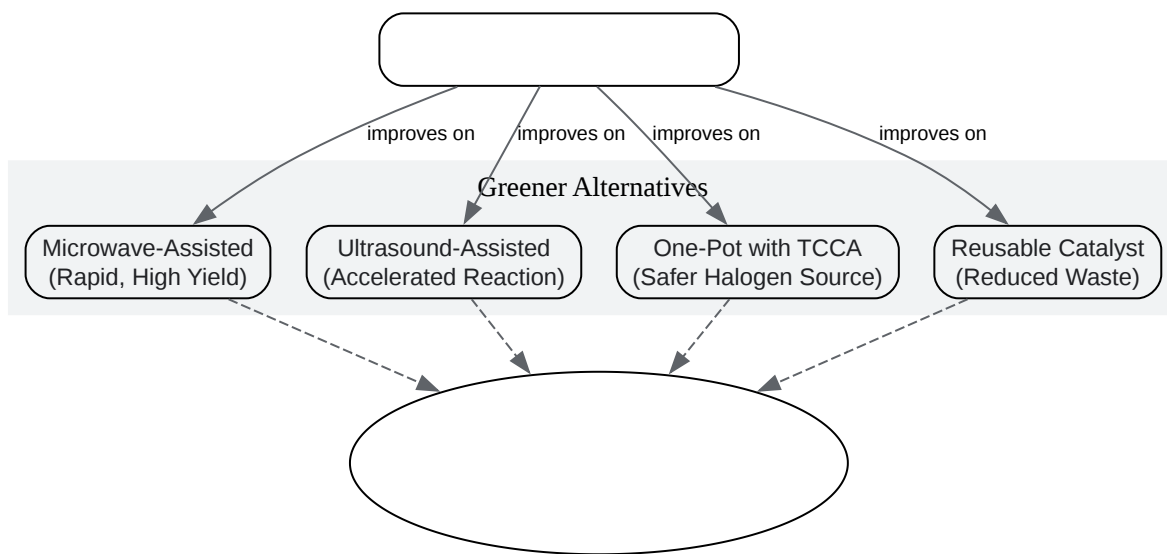 improves on improves on improves on improves on
Greener Alternatives
Microwave-Assisted
(Rapid, High Yield)
Ultrasound-Assisted
(Accelerated Reaction)
One-Pot with TCCA
(Safer Halogen Source)
Reusable Catalyst
(Reduced Waste)